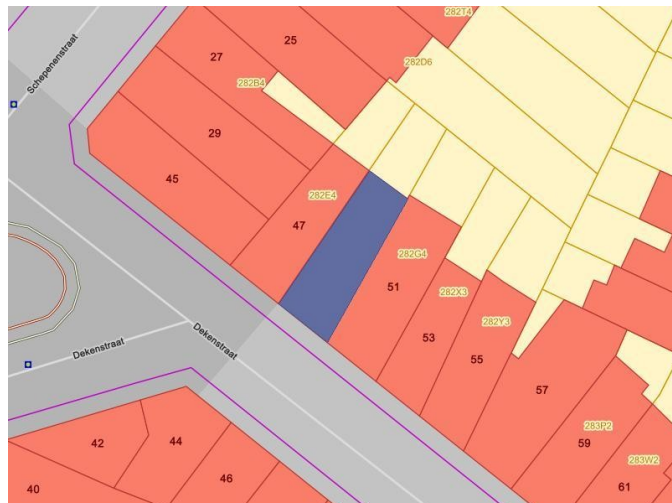 282T4
25
27
282D6
282B4
Schepenenstraat
29
45
282E4
47
282G4
51
282X3
282Y3
53
55
57
Dekenstraat
Dekenstraat
283P2
59
283W2
61
42
44
46
40